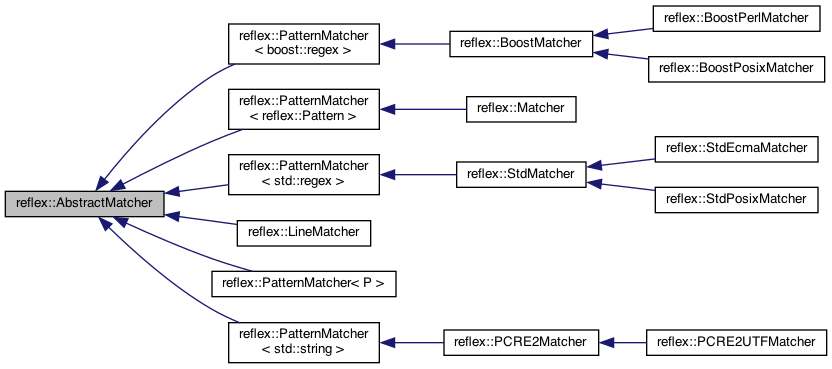 reflex::AbstractMatcher
reflex::PatternMatcher
< boost::regex >
reflex::BoostMatcher
reflex::BoostPerlMatcher
reflex::BoostPosixMatcher
reflex::PatternMatcher
< reflex::Pattern >
reflex::Matcher
reflex::PatternMatcher
< std::regex >
reflex::StdMatcher
reflex::StdEcmaMatcher
reflex::StdPosixMatcher
reflex::LineMatcher
reflex::PatternMatcher< P >
reflex::PatternMatcher
< std::string >
reflex::PCRE2Matcher
reflex::PCRE2UTFMatcher